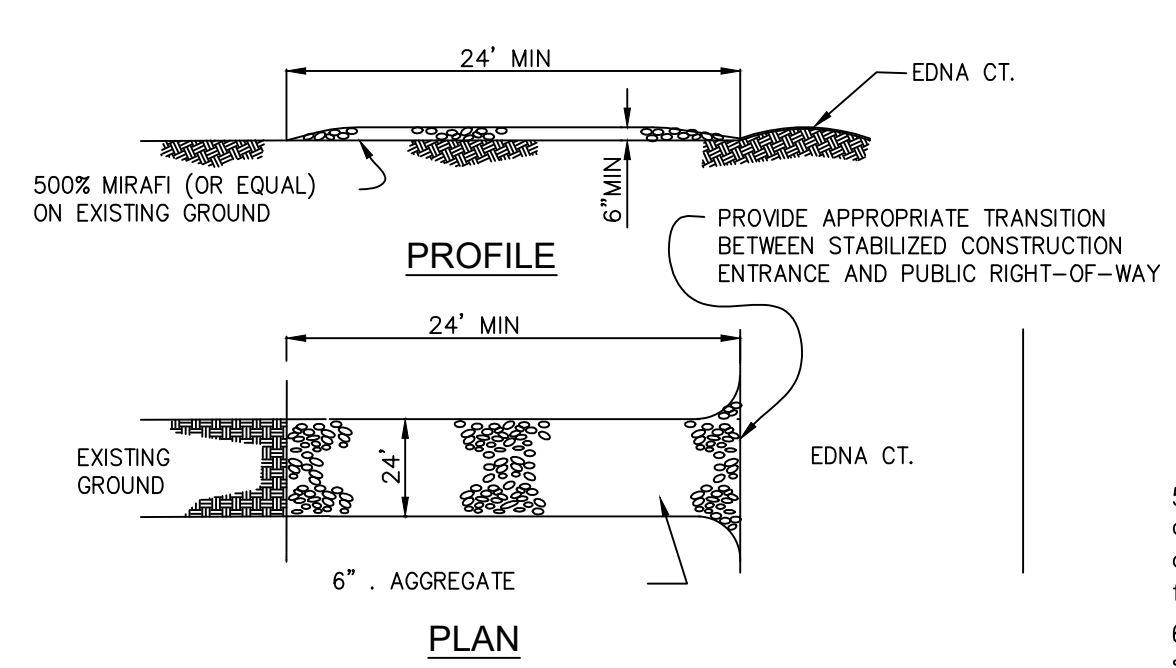 24' MIN
EDNA CT.
500% MIRAFI (OR EQUAL)
ON EXISTING GROUND
6"MIN
PROFILE
PROVIDE APPROPRIATE TRANSITION
BETWEEN STABILIZED CONSTRUCTION
ENTRANCE AND PUBLIC RIGHT-OF-WAY
24' MIN
EXISTING
GROUND
24'
EDNA CT.
6" . AGGREGATE
PLAN